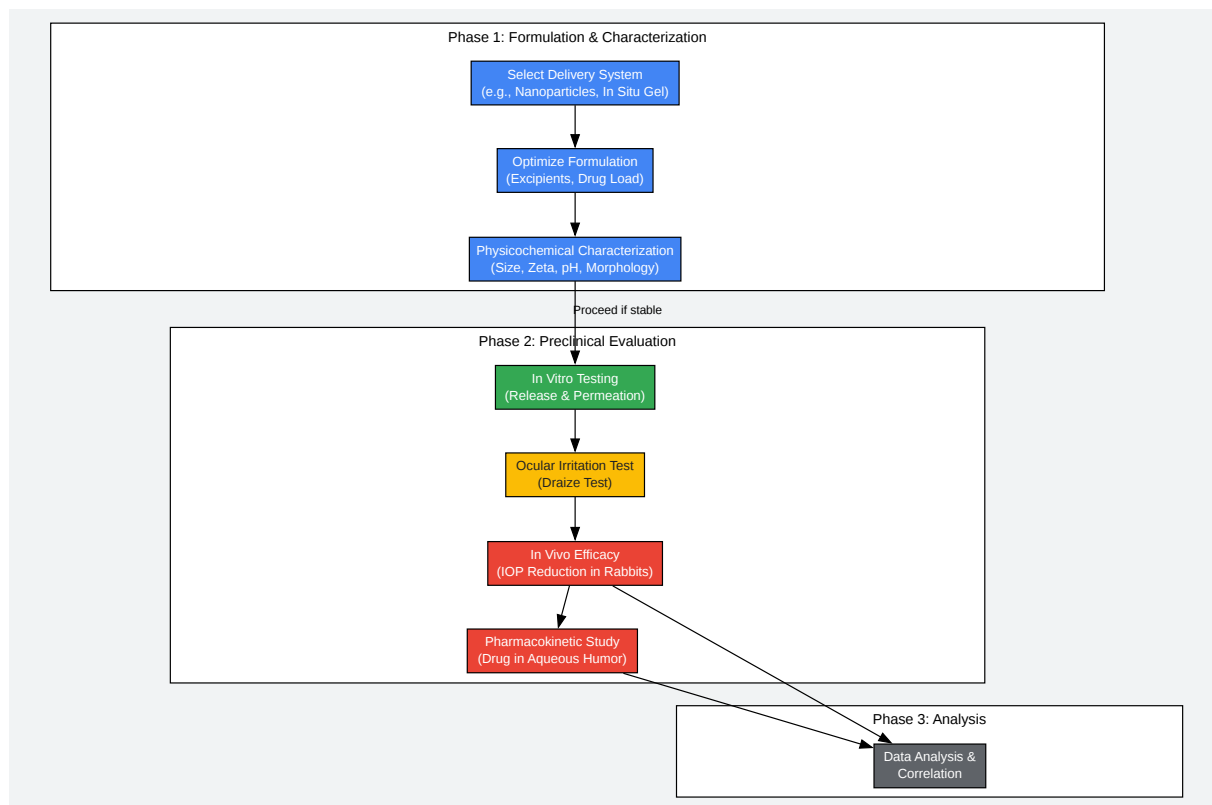 Phase 1: Formulation & Characterization
Select Delivery System
(e.g., Nanoparticles, In Situ Gel)
Optimize Formulation
(Excipients, Drug Load)
Physicochemical Characterization
(Size, Zeta, pH, Morphology)
Proceed if stable
Phase 2: Preclinical Evaluation
In Vitro Testing
(Release & Permeation)
Ocular Irritation Test
(Draize Test)
In Vivo Efficacy
(IOP Reduction in Rabbits)
Pharmacokinetic Study
(Drug in Aqueous Humor)
Phase 3: Analysis
Data Analysis &
Correlation